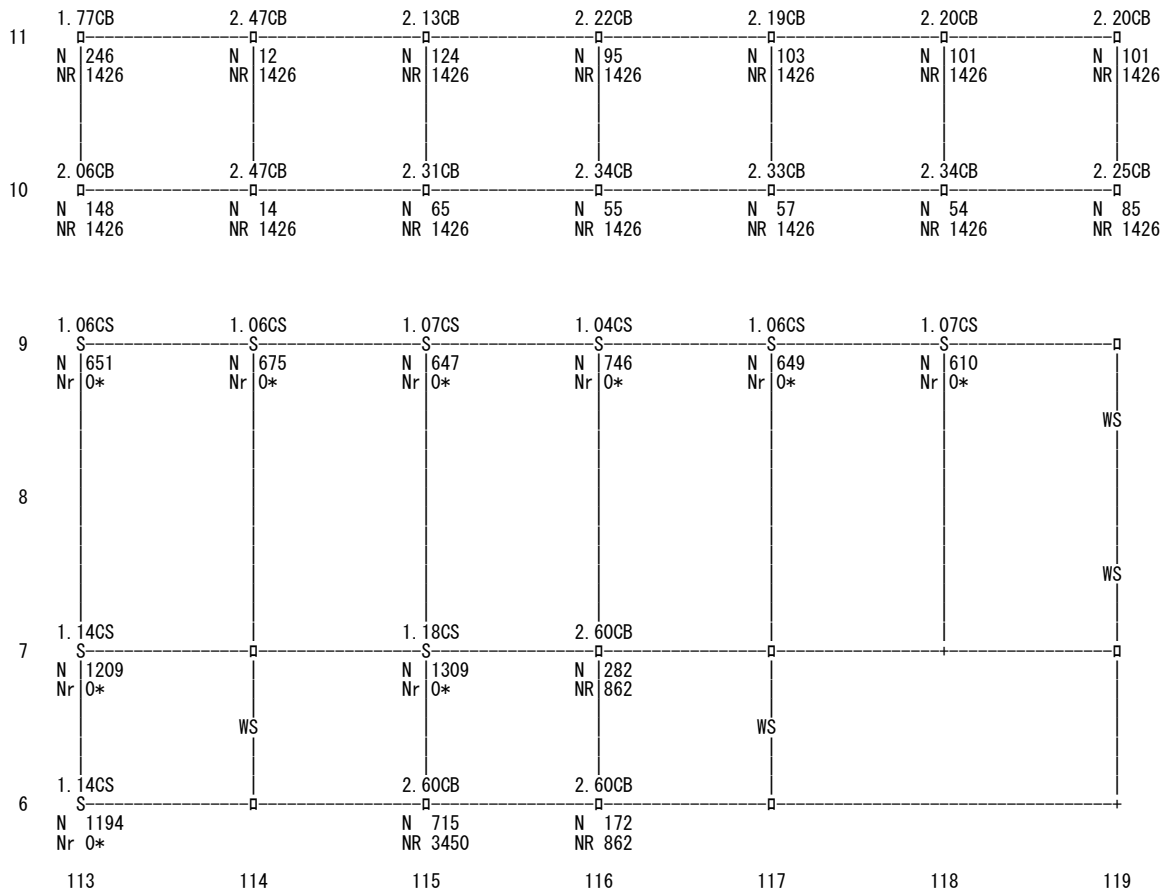 1.77CB 2.47CB 2.13CB 2.22CB 2.19CB 2.20CB 2.20CB
11
N 246 N 12 N 124 N 95 N 103 N 101 N 101
NR 1426 NR 1426 NR 1426 NR 1426 NR 1426 NR 1426 NR 1426
2.06CB 2.47CB 2.31CB 2.34CB 2.33CB 2.34CB 2.25CB
10
N 148 N 14 N 65 N 55 N 57 N 54 N 85
NR 1426 NR 1426 NR 1426 NR 1426 NR 1426 NR 1426 NR 1426
1.06CS 1.06CS 1.07CS 1.04CS 1.06CS 1.07CS
9 S S S S S S
N 651 N 675 N 647 N 746 N 649 N 610
Nr 0* Nr 0* Nr 0* Nr 0* Nr 0* Nr 0*
WS
8
WS
1.14CS 1.18CS 2.60CB
7 S S
N 1209 N 1309 N 282
Nr 0* Nr 0* NR 862
WS WS
1.14CS 2.60CB 2.60CB
6 S
N 1194 N 715 N 172
Nr 0* NR 3450 NR 862
113 114 115 116 117 118 119